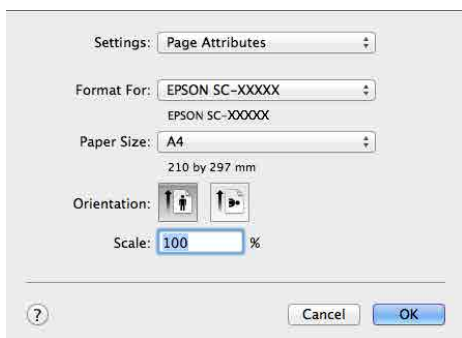 Settings: Page Attributes
Format For: EPSON SC-XXXXX
EPSON SC-XXXXX
Paper Size: A4
210 by 297 mm
Orientation:
Scale: 100 %
? Cancel OK